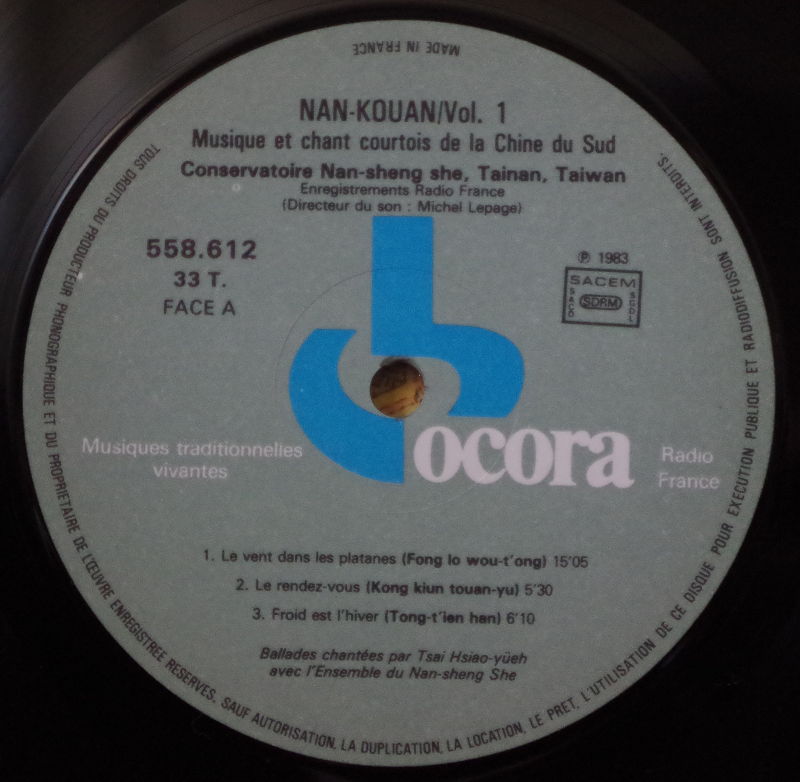 MADE IN FRANCE
NAN-KOUAN/Vol. 1
Musique et chant courtois de la Chine du Sud
Conservatoire Nan-sheng she, Tainan, Taiwan
Enregistrements Radio France
(Directeur du son : Michel Lepage)
558.612
33 T.
FACE A
℗ 1983
SACEM
SACD
SDRM
SGDL
ocora
Musiques traditionnelles
vivantes
Radio
France
1. Le vent dans les platanes (Fong lo wou-t'ong) 15'05
2. Le rendez-vous (Kong kiun touan-yu) 5'30
3. Froid est l'hiver (Tong-t'ien han) 6'10
Ballades chantées par Tsai Hsiao-yüeh
avec l'Ensemble du Nan-sheng She
TOUS DROITS DU PRODUCTEUR PHONOGRAPHIQUE ET DU PROPRIETAIRE DE L'ŒUVRE ENREGISTREE RESERVES. SAUF AUTORISATION, LA DUPLICATION, LA LOCATION, LE PRET, L'UTILISATION DE CE DISQUE POUR EXECUTION PUBLIQUE ET RADIODIFFUSION SONT INTERDITS.